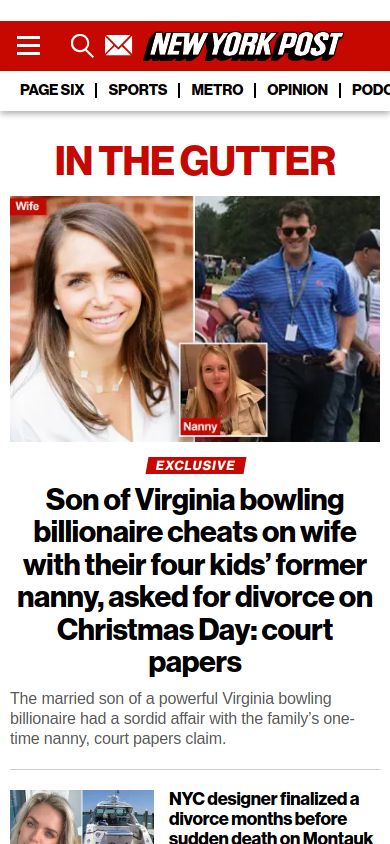 NEW YORK POST
PAGE SIX | SPORTS | METRO | OPINION | PODC
IN THE GUTTER
Wife
Nanny
EXCLUSIVE
Son of Virginia bowling
billionaire cheats on wife
with their four kids’ former
nanny, asked for divorce on
Christmas Day: court
papers
The married son of a powerful Virginia bowling
billionaire had a sordid affair with the family’s one-
time nanny, court papers claim.
NYC designer finalized a
divorce months before
sudden death on Montauk